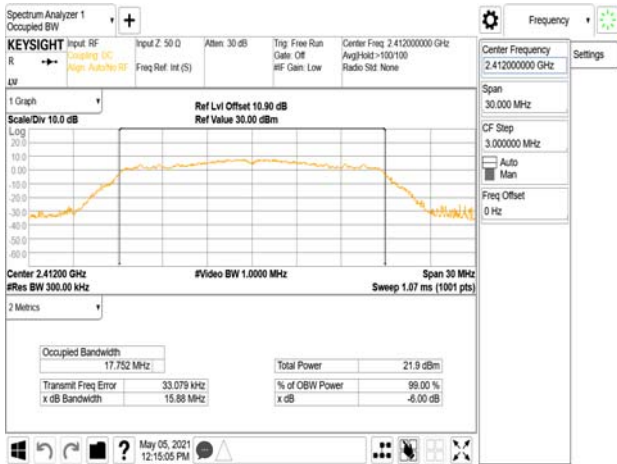 Spectrum Analyzer 1
Occupied BW
Frequency
KEYSIGHT
R
Input: RF
Coupling: DC
Align: Auto/No RF
Input Z: 50 Ω
Freq Ref: Int (S)
Atten: 30 dB
Trig: Free Run
Gate: Off
#IF Gain: Low
Center Freq: 2.412000000 GHz
Avg|Hold:>100/100
Radio Std: None
Center Frequency
2.412000000 GHz
Settings
Span
30.000 MHz
CF Step
3.000000 MHz
Auto
Man
Freq Offset
0 Hz
1 Graph
Scale/Div 10.0 dB
Ref Lvl Offset 10.90 dB
Ref Value 30.00 dBm
Log
20.0
10.0
0.00
-10.0
-20.0
-30.0
-40.0
-50.0
-60.0
Center 2.41200 GHz
#Res BW 300.00 kHz
#Video BW 1.0000 MHz
Span 30 MHz
Sweep 1.07 ms (1001 pts)
2 Metrics
Occupied Bandwidth
17.752 MHz
Total Power 21.9 dBm
Transmit Freq Error 33.079 kHz
% of OBW Power 99.00 %
x dB Bandwidth 15.88 MHz
x dB -6.00 dB
?
May 05, 2021
12:15:05 PM